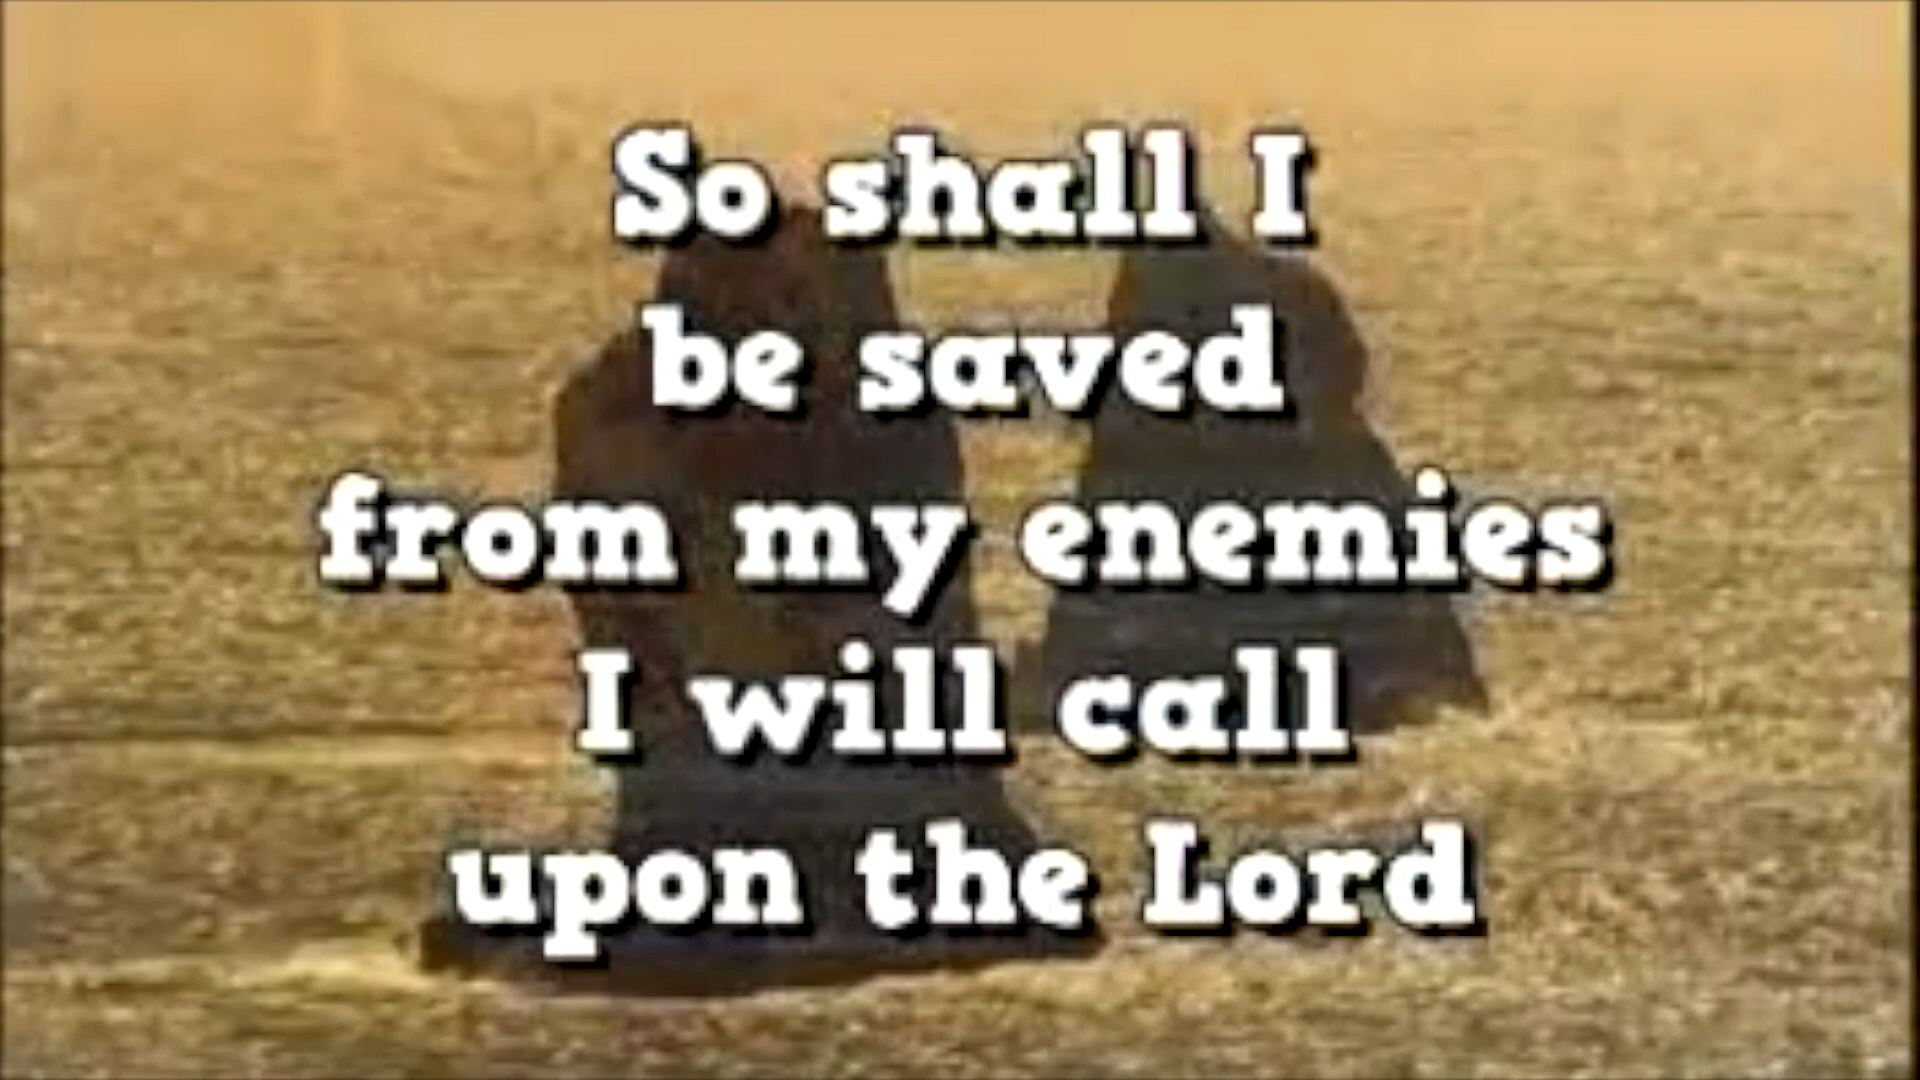 So shall I
be saved
from my enemies
I will call
upon the Lord